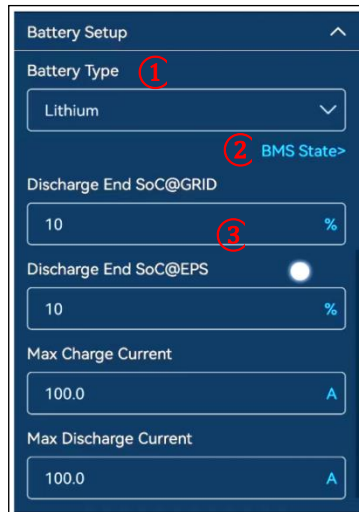 Battery Setup
Battery Type ①
Lithium
② BMS State>
Discharge End SoC@GRID
10 %
③
Discharge End SoC@EPS
10 %
Max Charge Current
100.0 A
Max Discharge Current
100.0 A